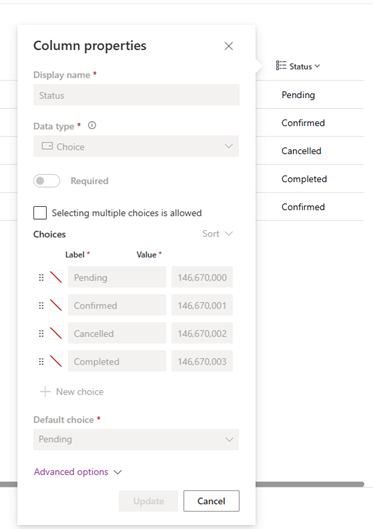 Column properties
Display name *
Status
Data type *
Choice
Required
Selecting multiple choices is allowed
Choices
Sort
Label * Value *
Pending 146,670,000
Confirmed 146,670,001
Cancelled 146,670,002
Completed 146,670,003
New choice
Default choice *
Pending
Advanced options
Update Cancel
Status
Pending
Confirmed
Cancelled
Completed
Confirmed